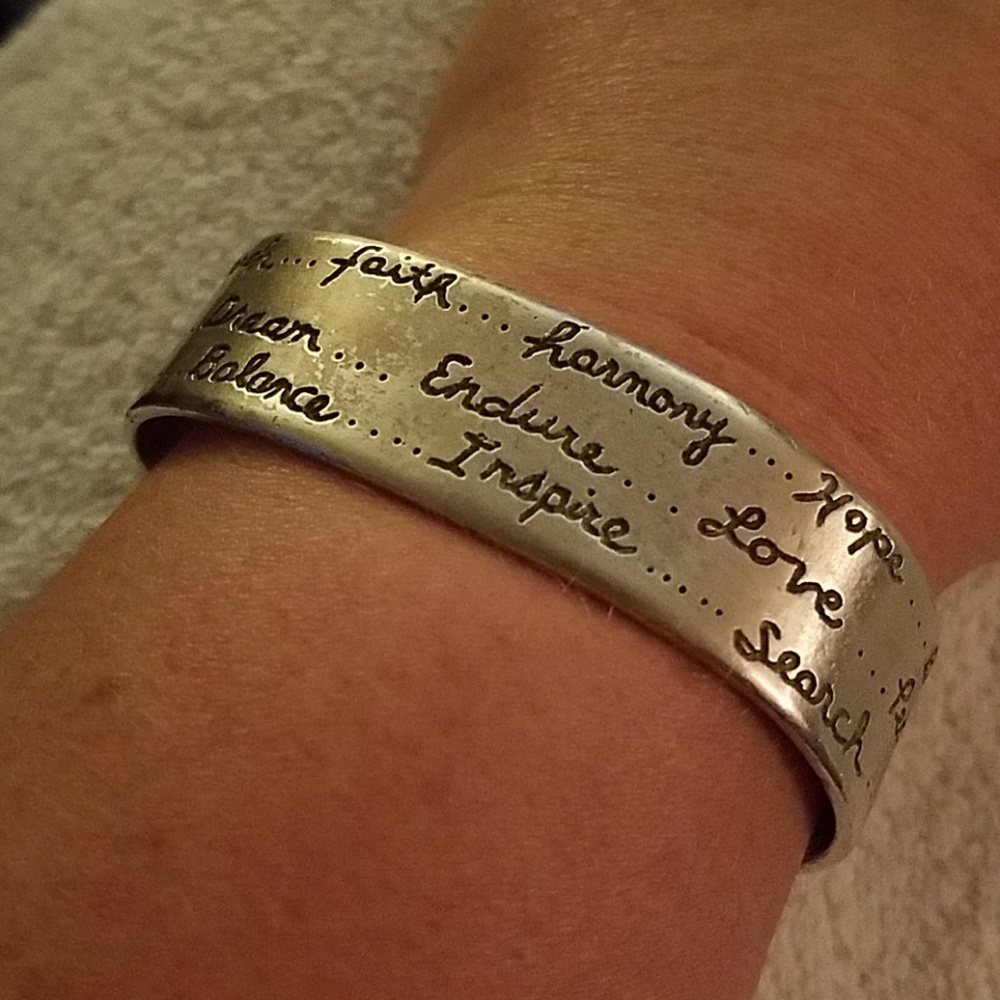 faith... harmony.... Hope...
Dream.... Endure.... Love....
Balance..... Inspire..... Search.